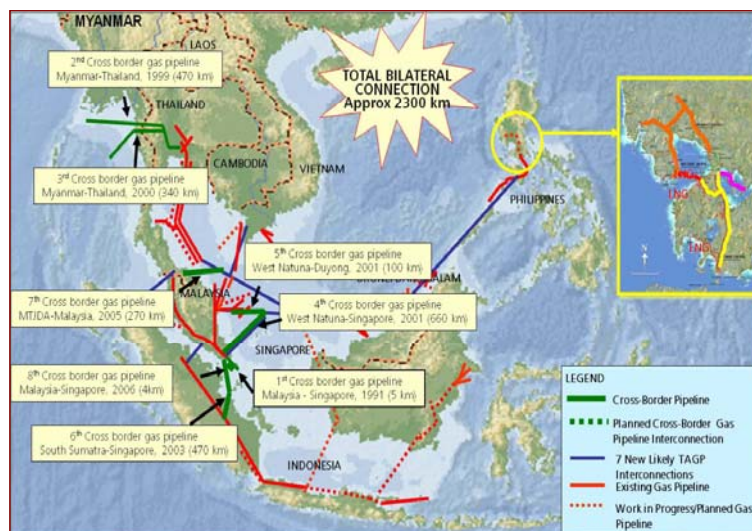 MYANMAR
LAOS
2nd Cross border gas pipeline
Myanmar-Thailand, 1999 (470 km)
TOTAL BILATERAL
CONNECTION
Approx 2300 km
THAILAND
CAMBODIA
VIETNAM
3rd Cross border gas pipeline
Myanmar-Thailand, 2000 (340 km)
PHILIPPINES
LNG
LNG
N
5th Cross border gas pipeline
West Natuna-Duyong, 2001 (100 km)
7th Cross border gas pipeline
MTJDA-Malaysia, 2005 (270 km)
MALAYSIA
4th Cross border gas pipeline
West Natuna-Singapore, 2001 (660 km)
SINGAPORE
8th Cross border gas pipeline
Malaysia-Singapore, 2006 (4km)
1st Cross border gas pipeline
Malaysia - Singapore, 1991 (5 km)
6th Cross border gas pipeline
South Sumatra-Singapore, 2003 (470 km)
INDONESIA
LEGEND
Cross-Border Pipeline
Planned Cross-Border Gas
Pipeline Interconnection
7 New Likely TAGP
Interconnections
Existing Gas Pipeline
Work in Progress/Planned Gas
Pipeline